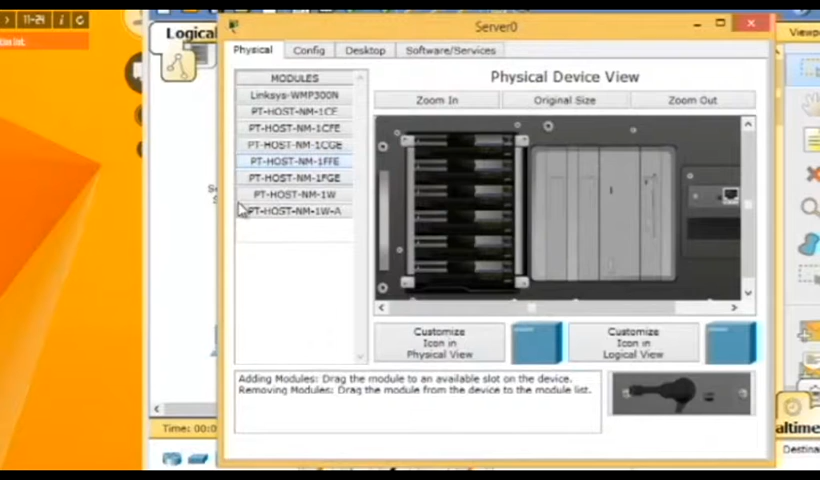 11-24
Logical
Server0
Viewpo
Physical
Config
Desktop
Software/Services
MODULES
Linksys-WMP300N
PT-HOST-NM-1CE
PT-HOST-NM-1CFE
PT-HOST-NM-1CGE
PT-HOST-NM-1FFE
PT-HOST-NM-1FGE
PT-HOST-NM-1W
PT-HOST-NM-1W-A
Physical Device View
Zoom In
Original Size
Zoom Out
Customize
Icon in
Physical View
Customize
Icon in
Logical View
Adding Modules: Drag the module to an available slot on the device.
Removing Modules: Drag the module from the device to the module list.
Time: 00:0
altime
Destina